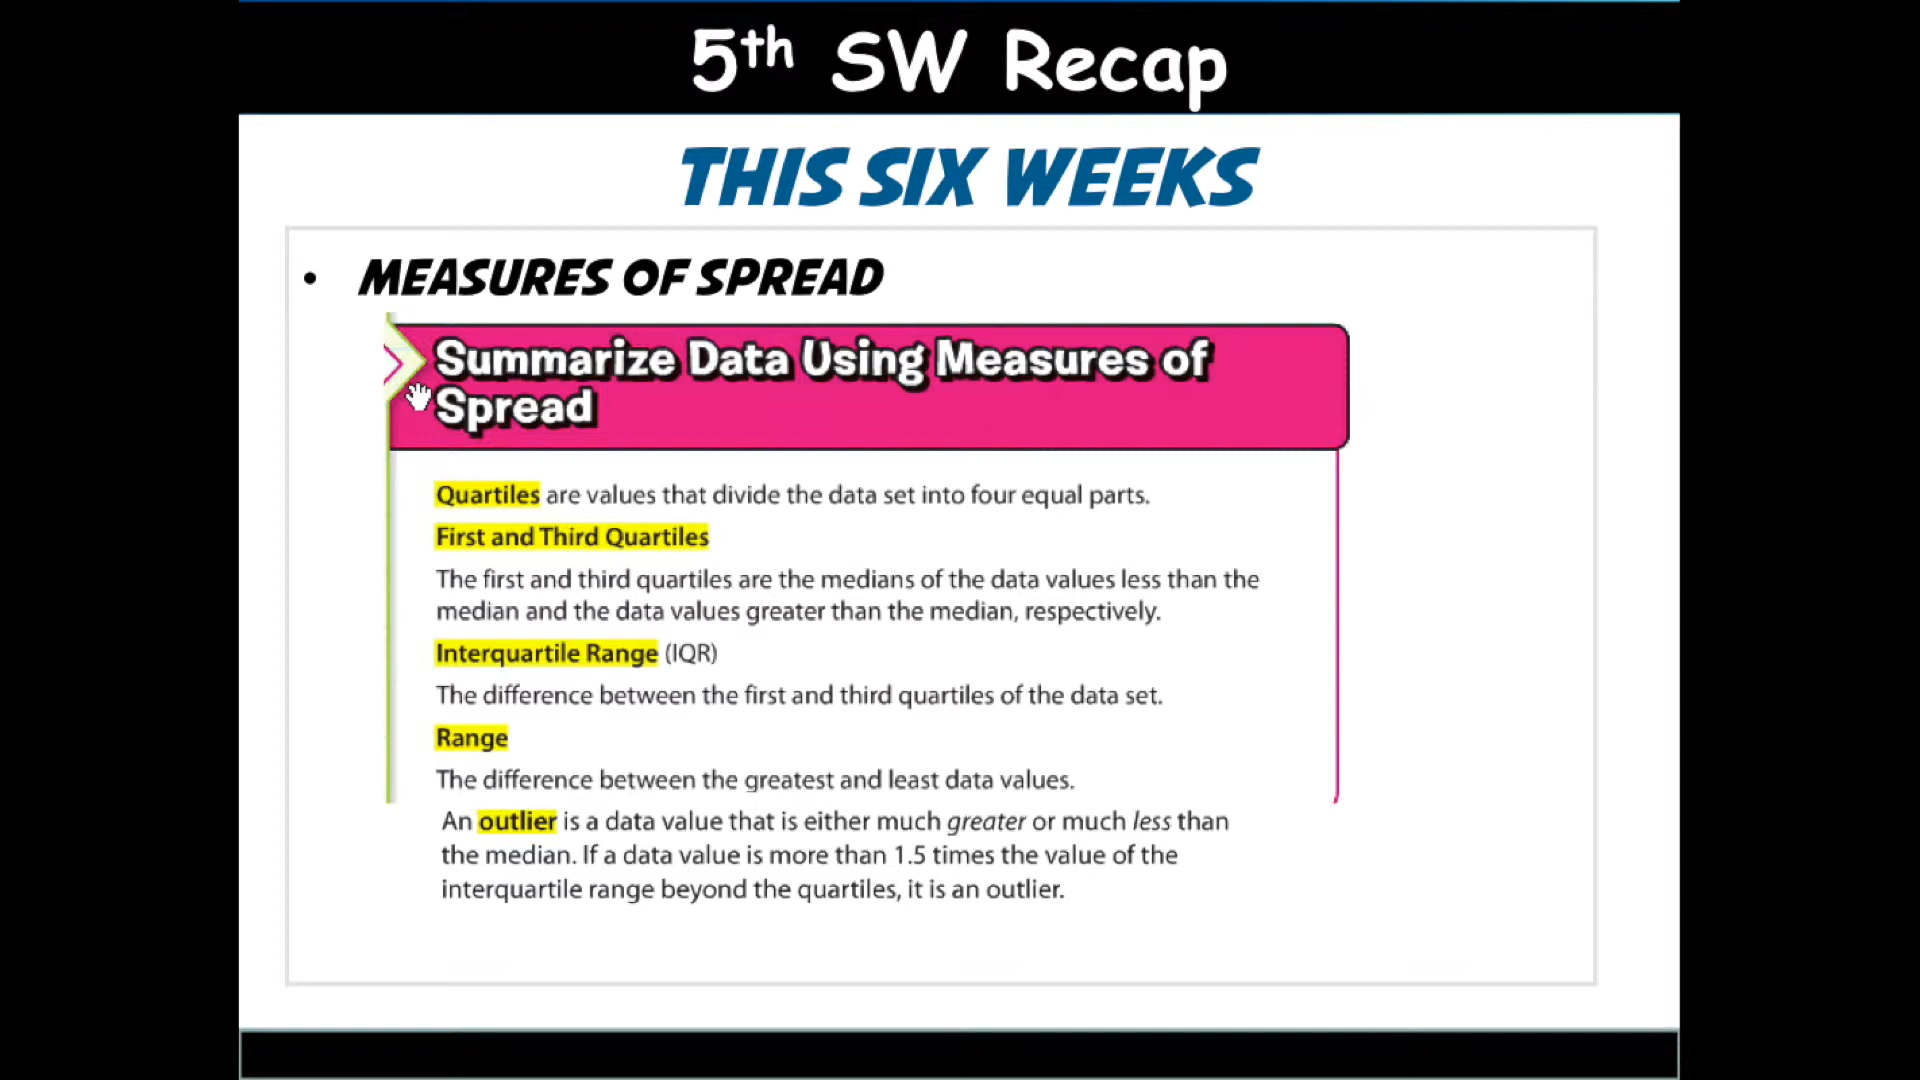 5th SW Recap
THIS SIX WEEKS
• MEASURES OF SPREAD
Summarize Data Using Measures of
Spread
Quartiles are values that divide the data set into four equal parts.
First and Third Quartiles
The first and third quartiles are the medians of the data values less than the
median and the data values greater than the median, respectively.
Interquartile Range (IQR)
The difference between the first and third quartiles of the data set.
Range
The difference between the greatest and least data values.
An outlier is a data value that is either much greater or much less than
the median. If a data value is more than 1.5 times the value of the
interquartile range beyond the quartiles, it is an outlier.